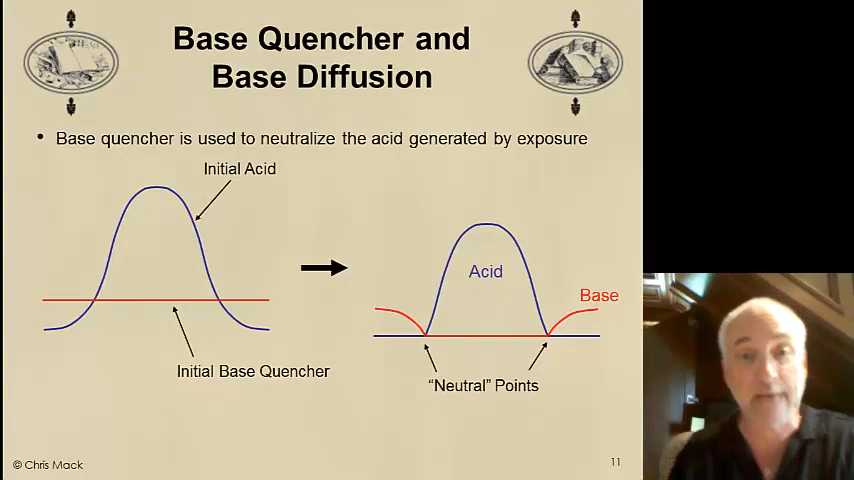 Base Quencher and
Base Diffusion
• Base quencher is used to neutralize the acid generated by exposure
Initial Acid
Acid
Base
Initial Base Quencher
“Neutral” Points
© Chris Mack
11